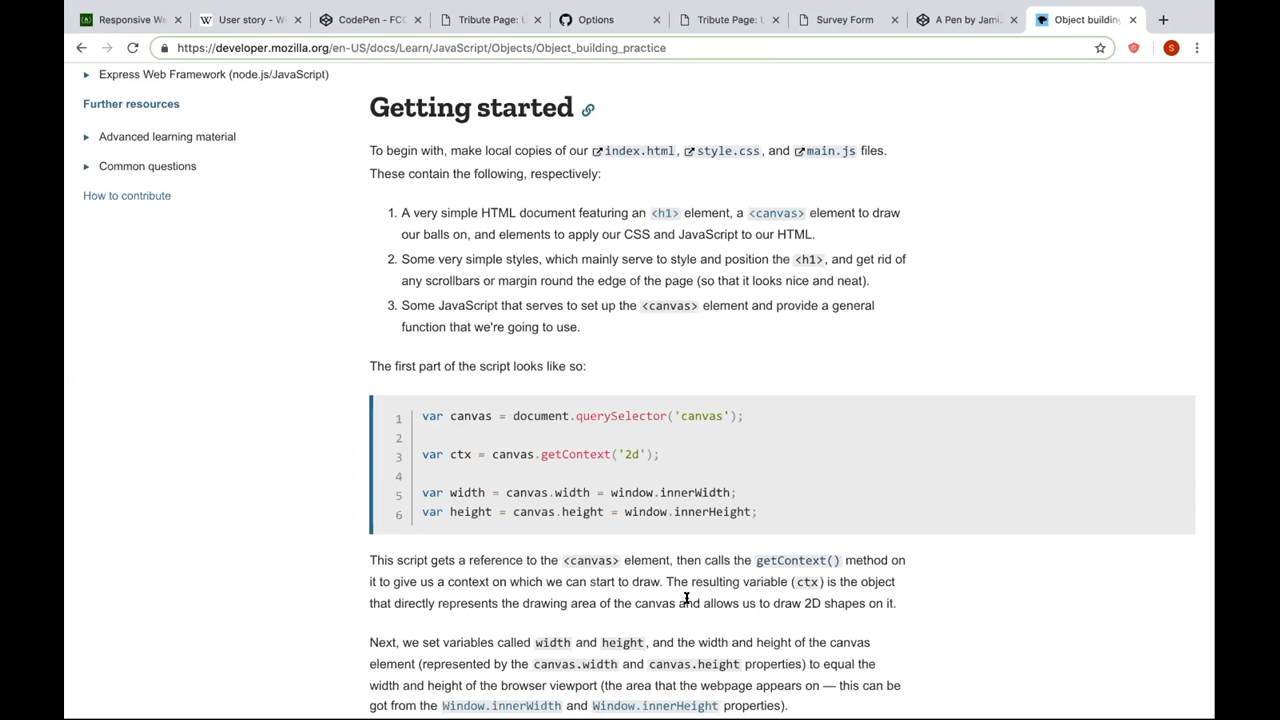 Responsive We
User story - Wi
CodePen - FCC
Tribute Page: U
Options
Tribute Page: U
Survey Form
A Pen by Jami
Object building
https://developer.mozilla.org/en-US/docs/Learn/JavaScript/Objects/Object_building_practice
S
Express Web Framework (node.js/JavaScript)
Further resources
Advanced learning material
Common questions
How to contribute
Getting started
To begin with, make local copies of our index.html, style.css, and main.js files.
These contain the following, respectively:
1. A very simple HTML document featuring an <h1> element, a <canvas> element to draw
our balls on, and elements to apply our CSS and JavaScript to our HTML.
2. Some very simple styles, which mainly serve to style and position the <h1>, and get rid of
any scrollbars or margin round the edge of the page (so that it looks nice and neat).
3. Some JavaScript that serves to set up the <canvas> element and provide a general
function that we're going to use.
The first part of the script looks like so:
1 var canvas = document.querySelector('canvas');
2
3 var ctx = canvas.getContext('2d');
4
5 var width = canvas.width = window.innerWidth;
6 var height = canvas.height = window.innerHeight;
This script gets a reference to the <canvas> element, then calls the getContext() method on
it to give us a context on which we can start to draw. The resulting variable (ctx) is the object
that directly represents the drawing area of the canvas and allows us to draw 2D shapes on it.
Next, we set variables called width and height, and the width and height of the canvas
element (represented by the canvas.width and canvas.height properties) to equal the
width and height of the browser viewport (the area that the webpage appears on — this can be
got from the Window.innerWidth and Window.innerHeight properties).